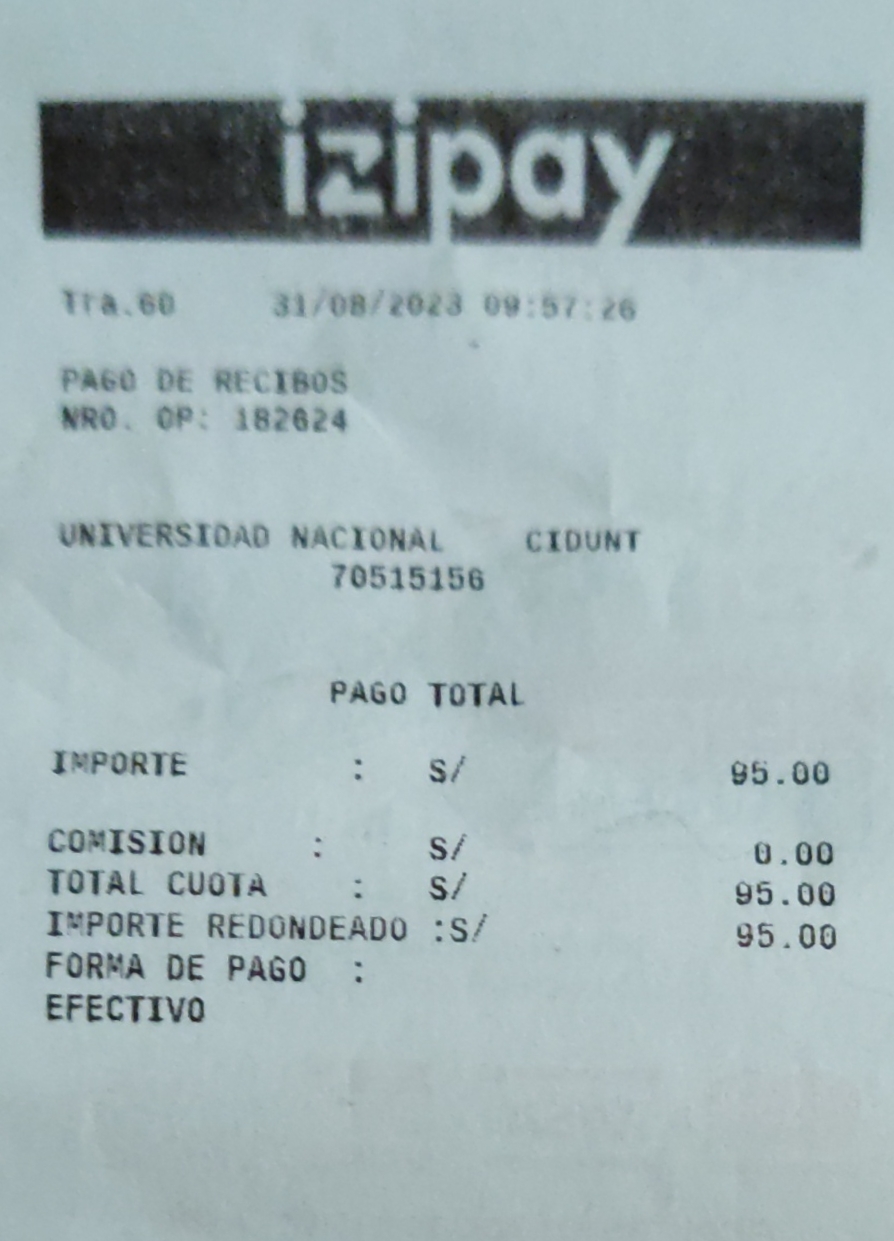 izipay
Tra.60 31/08/2023 09:57:26
PAGO DE RECIBOS
NRO. OP: 182624
UNIVERSIDAD NACIONAL CIDUNT
70515156
PAGO TOTAL
IMPORTE : S/ 95.00
COMISION : S/ 0.00
TOTAL CUOTA : S/ 95.00
IMPORTE REDONDEADO :S/ 95.00
FORMA DE PAGO :
EFECTIVO